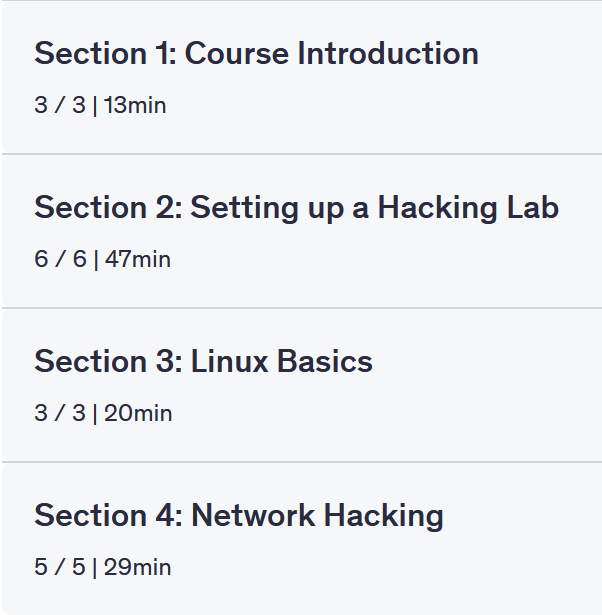 Section 1: Course Introduction
3 / 3 | 13min
Section 2: Setting up a Hacking Lab
6 / 6 | 47min
Section 3: Linux Basics
3 / 3 | 20min
Section 4: Network Hacking
5 / 5 | 29min